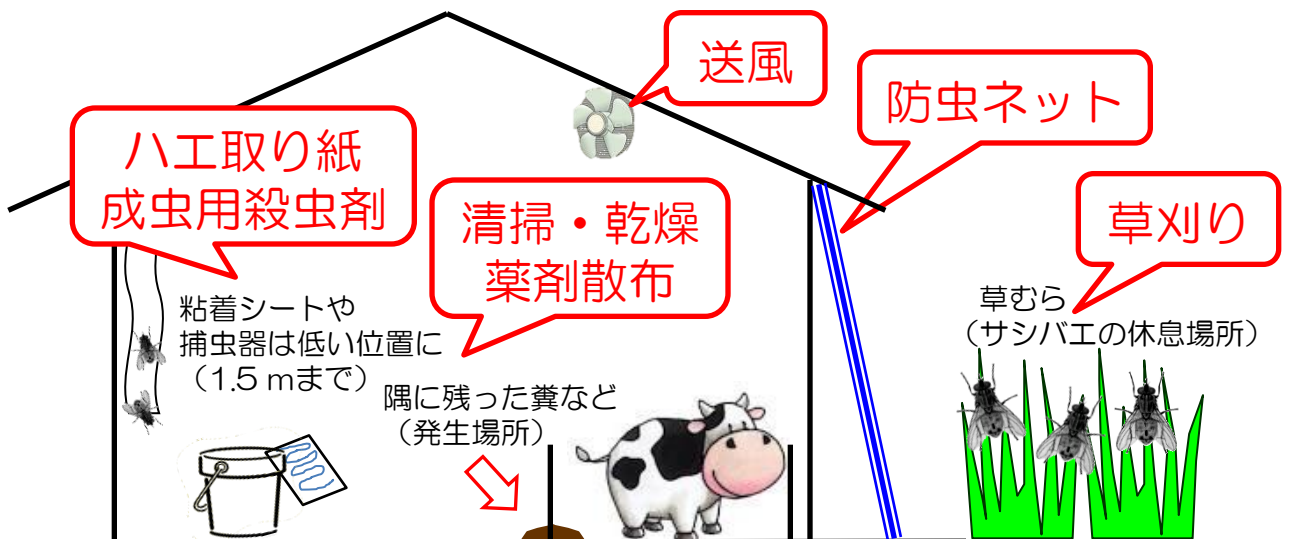 送風
防虫ネット
ハエ取り紙
成虫用殺虫剤
清掃・乾燥
薬剤散布
草刈り
粘着シートや
捕虫器は低い位置に
（1.5 mまで）
隅に残った糞など
（発生場所）
草むら
（サシバエの休息場所）